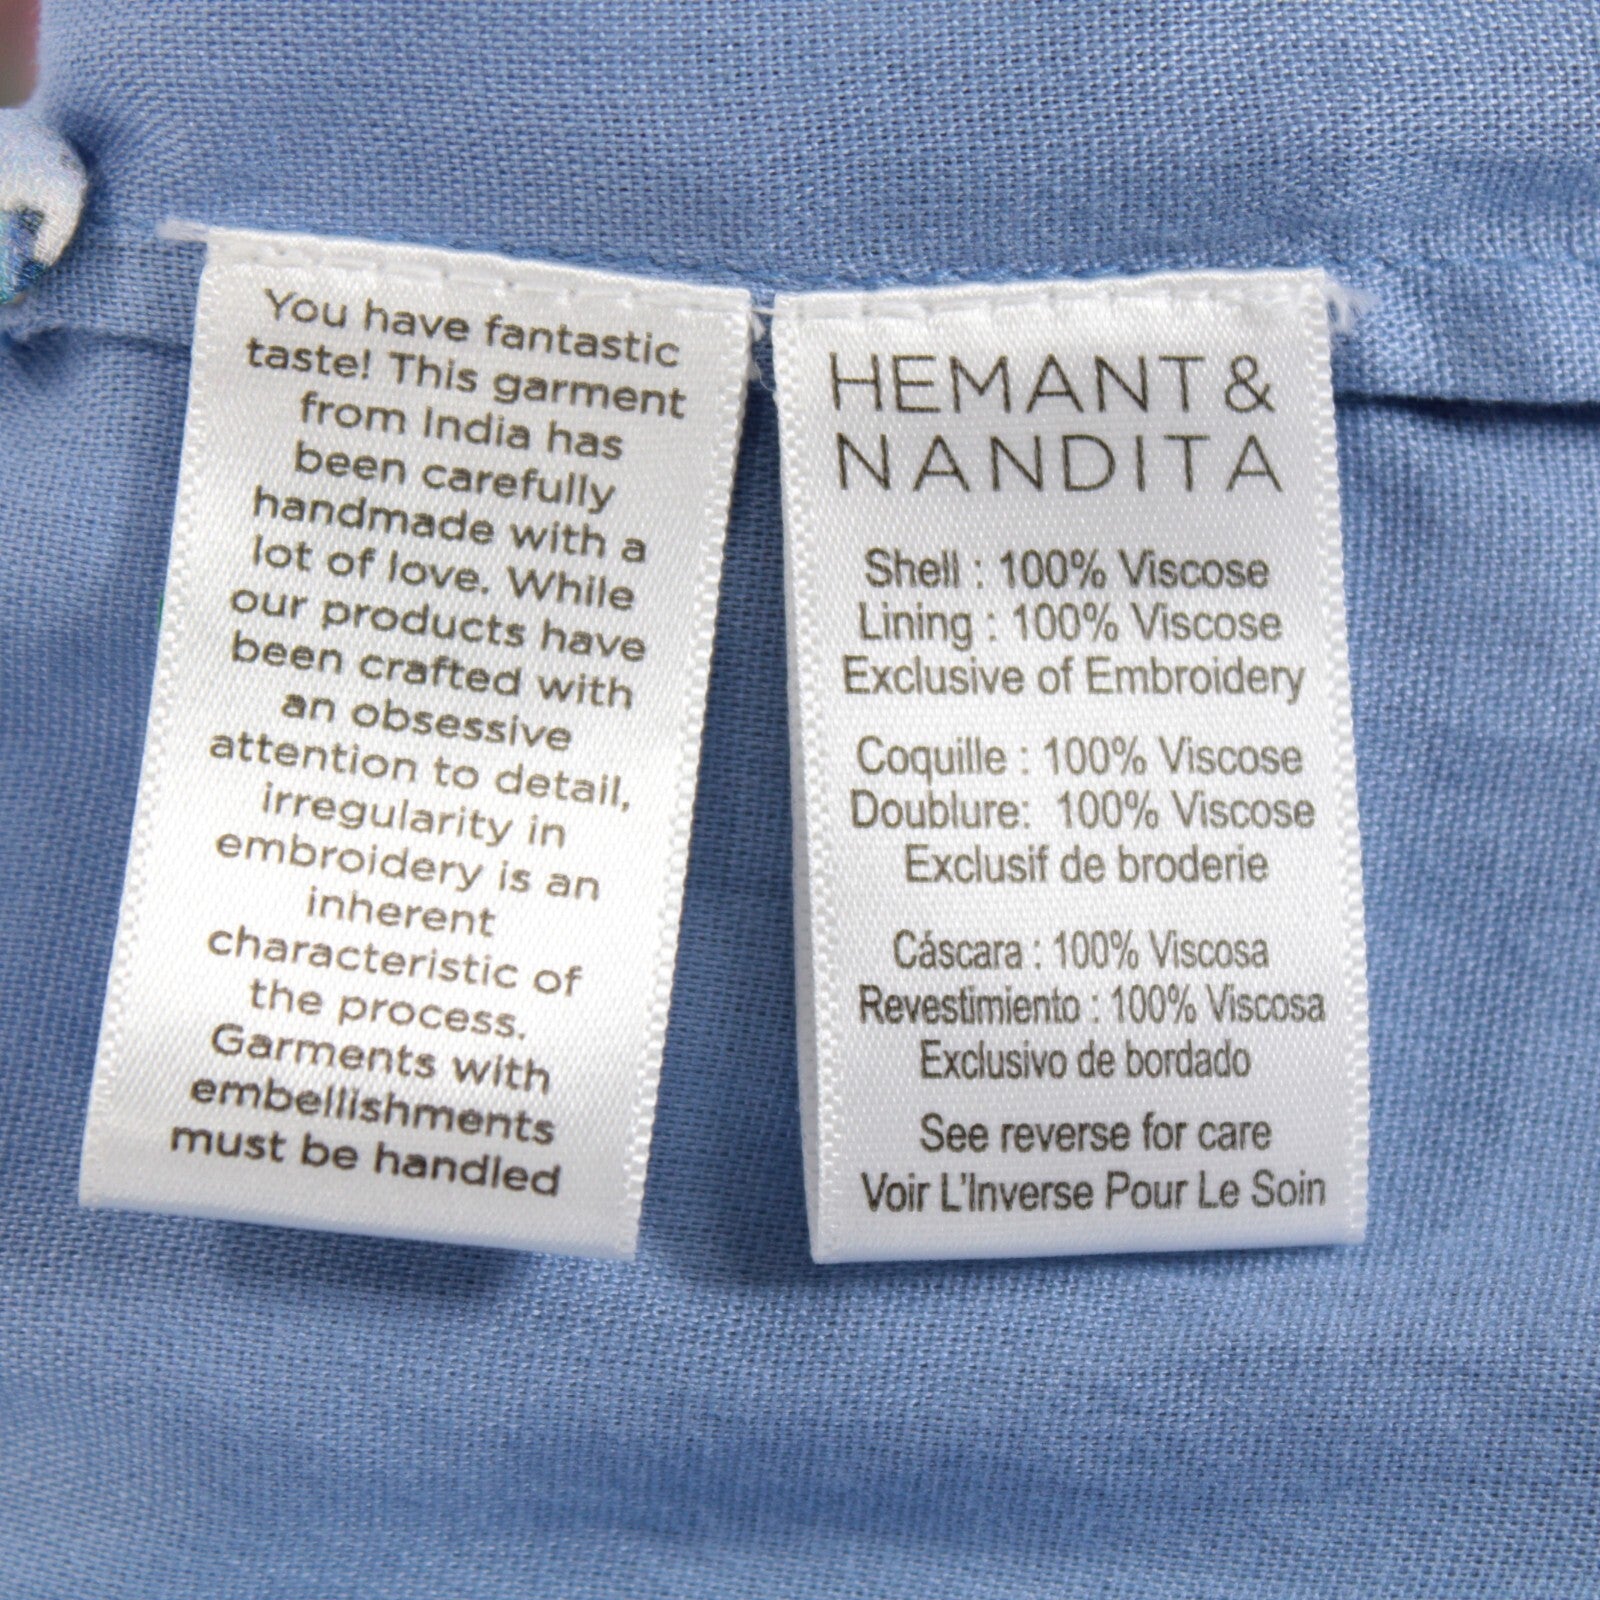 You have fantastic
taste! This garment
from India has
been carefully
handmade with a
lot of love. While
our products have
been crafted with
an obsessive
attention to detail,
irregularity in
embroidery is an
inherent
characteristic of
the process.
Garments with
embellishments
must be handled
HEMANT &
NANDITA
Shell : 100% Viscose
Lining : 100% Viscose
Exclusive of Embroidery
Coquille : 100% Viscose
Doublure: 100% Viscose
Exclusif de broderie
Cáscara : 100% Viscosa
Revestimiento : 100% Viscosa
Exclusivo de bordado
See reverse for care
Voir L'Inverse Pour Le Soin